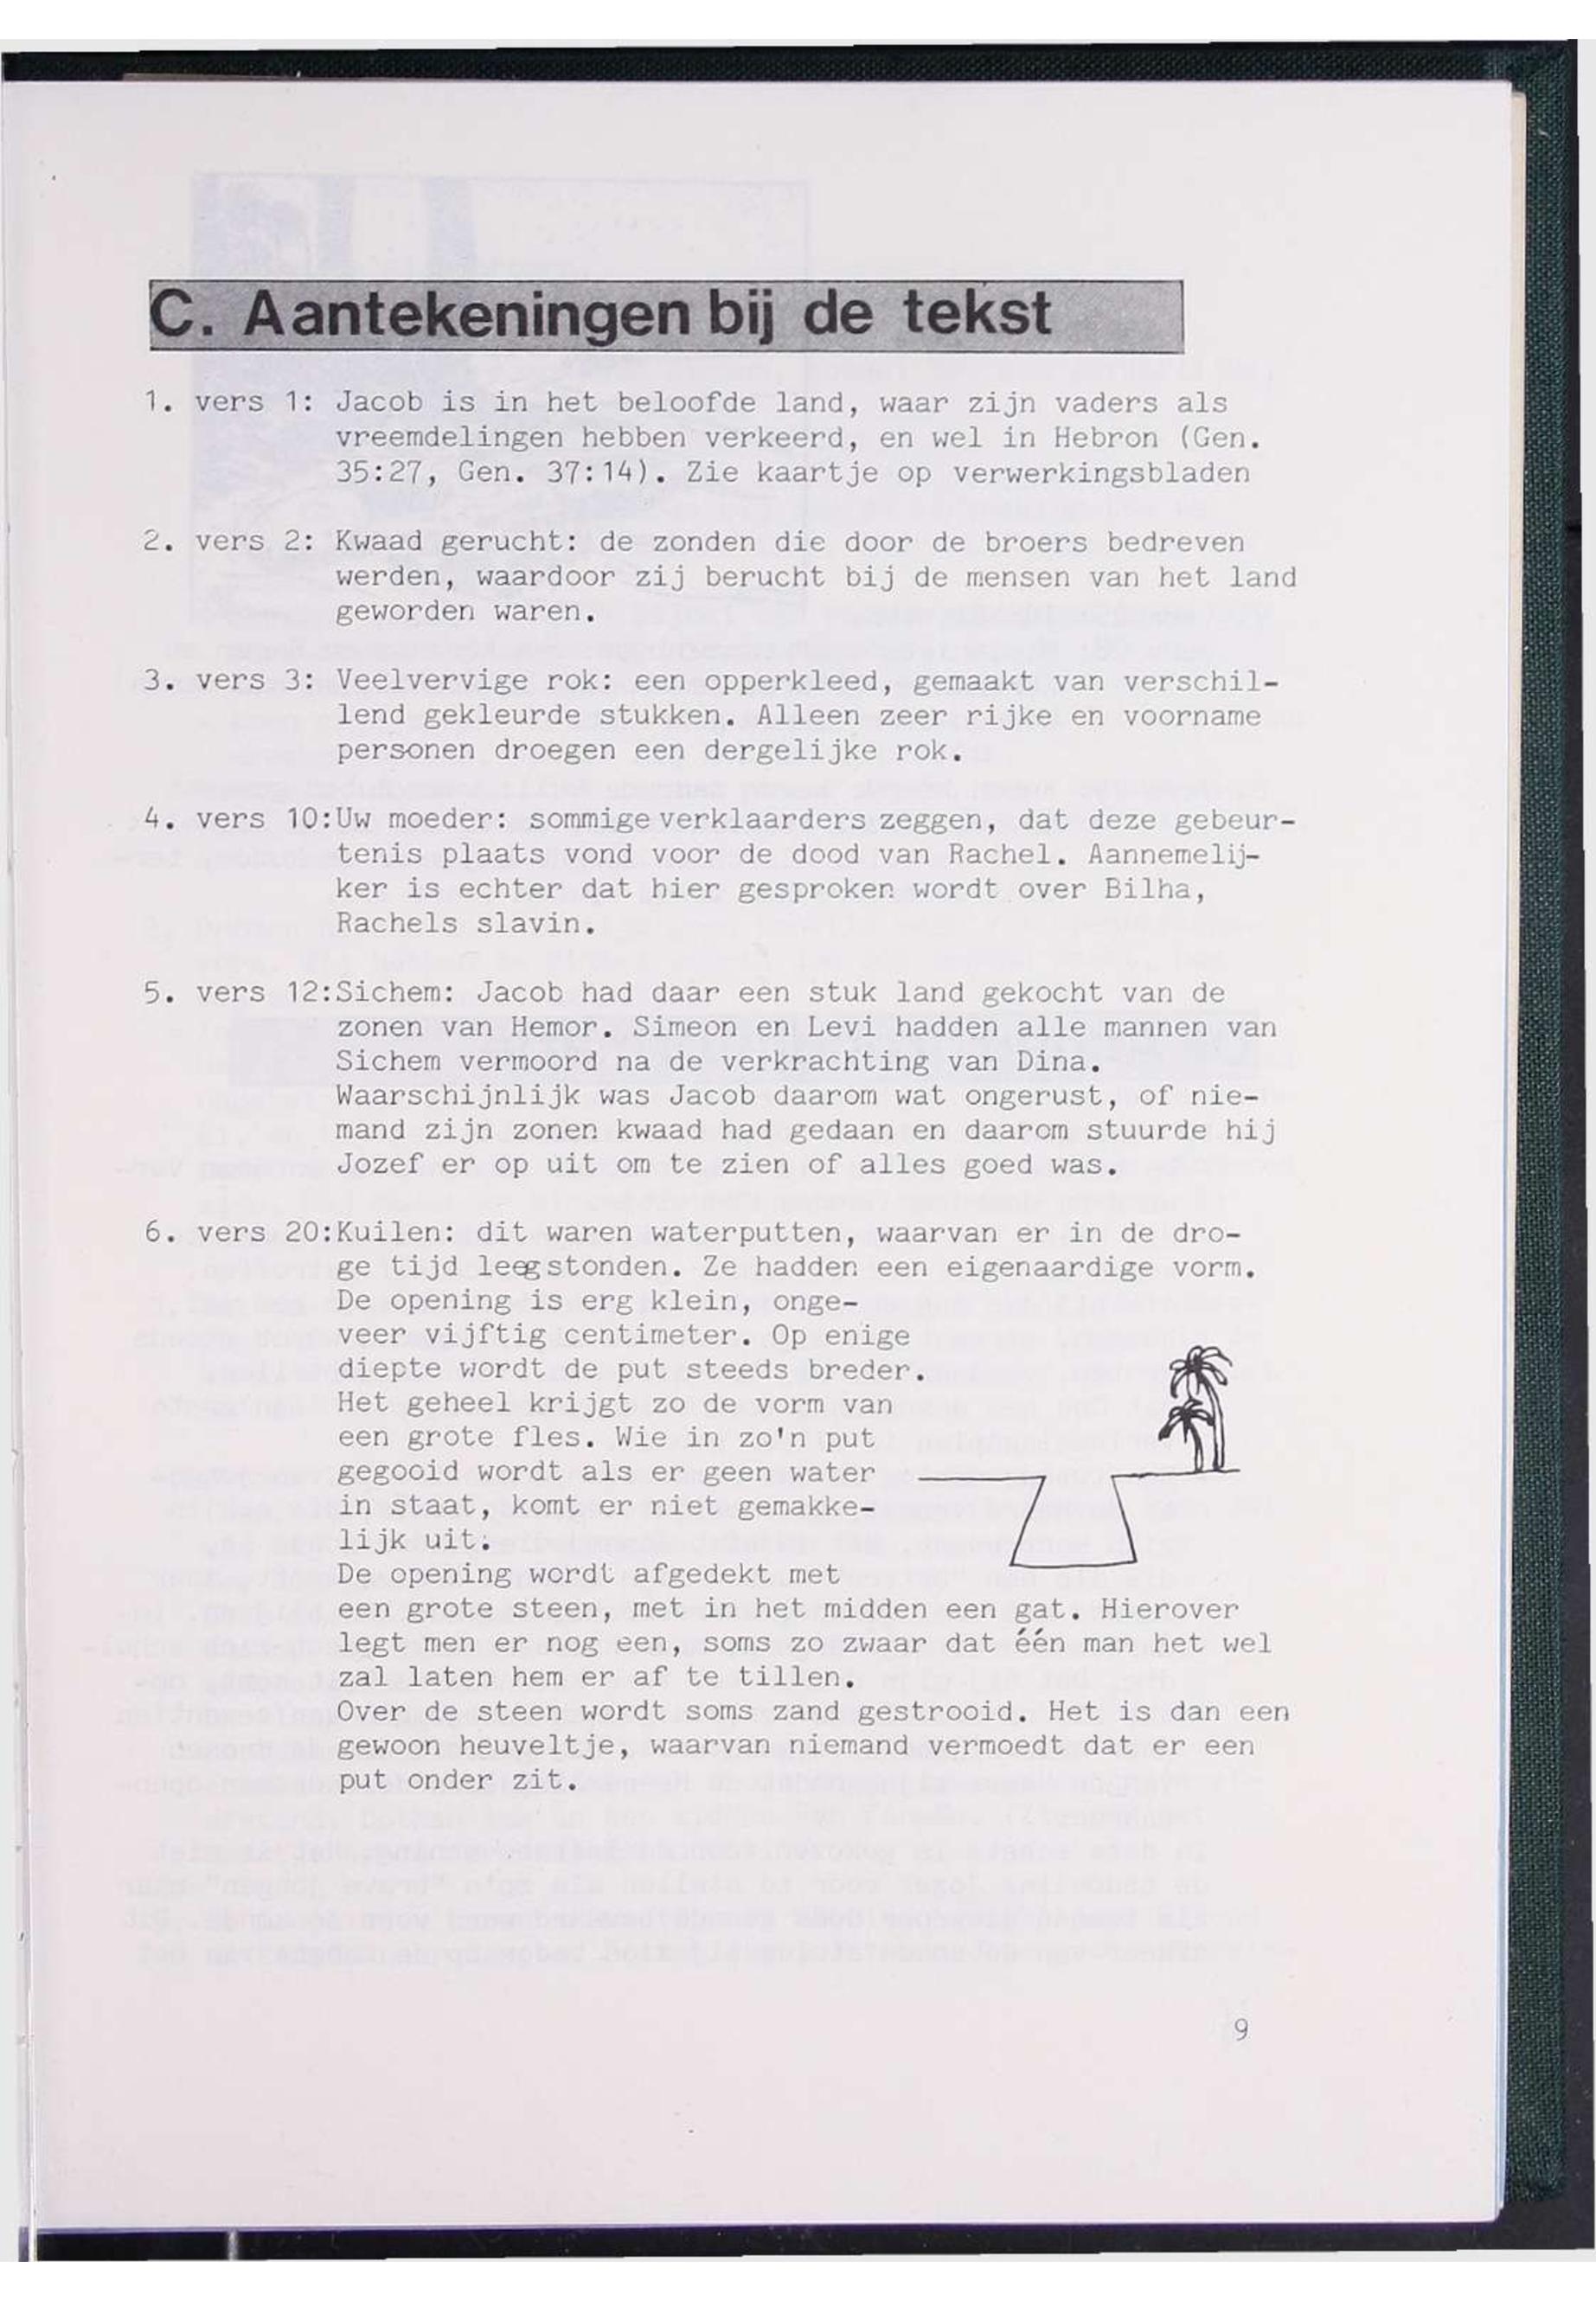 C. Aantekeningen bij de tekst
1. vers 1: Jacob is in het beloofde land, waar zijn vaders als
vreemdelingen hebben verkeerd, en wel in Hebron (Gen.
35:27, Gen. 37:14). Zie kaartje op verwerkingsbladen
2. vers 2: Kwaad gerucht: de zonden die door de broers bedreven
werden, waardoor zij berucht bij de mensen van het land
geworden waren.
3. vers 3: Veelvervige rok: een opperkleed, gemaakt van verschil-
lend gekleurde stukken. Alleen zeer rijke en voorname
personen droegen een dergelijke rok.
4. vers 10:Uw moeder: sommige verklaarders zeggen, dat deze gebeur-
tenis plaats vond voor de dood van Rachel. Aannemelij-
ker is echter dat hier gesproken wordt over Bilha,
Rachels slavin.
5. vers 12:Sichem: Jacob had daar een stuk land gekocht van de
zonen van Hemor. Simeon en Levi hadden alle mannen van
Sichem vermoord na de verkrachting van Dina.
Waarschijnlijk was Jacob daarom wat ongerust, of nie-
mand zijn zonen kwaad had gedaan en daarom stuurde hij
Jozef er op uit om te zien of alles goed was.
6. vers 20:Kuilen: dit waren waterputten, waarvan er in de dro-
ge tijd leegstonden. Ze hadden een eigenaardige vorm.
De opening is erg klein, onge-
veer vijftig centimeter. Op enige
diepte wordt de put steeds breder.
Het geheel krijgt zo de vorm van
een grote fles. Wie in zo'n put
gegooid wordt als er geen water
in staat, komt er niet gemakke-
lijk uit.
De opening wordt afgedekt met
een grote steen, met in het midden een gat. Hierover
legt men er nog een, soms zo zwaar dat één man het wel
zal laten hem er af te tillen.
Over de steen wordt soms zand gestrooid. Het is dan een
gewoon heuveltje, waarvan niemand vermoedt dat er een
put onder zit.
9